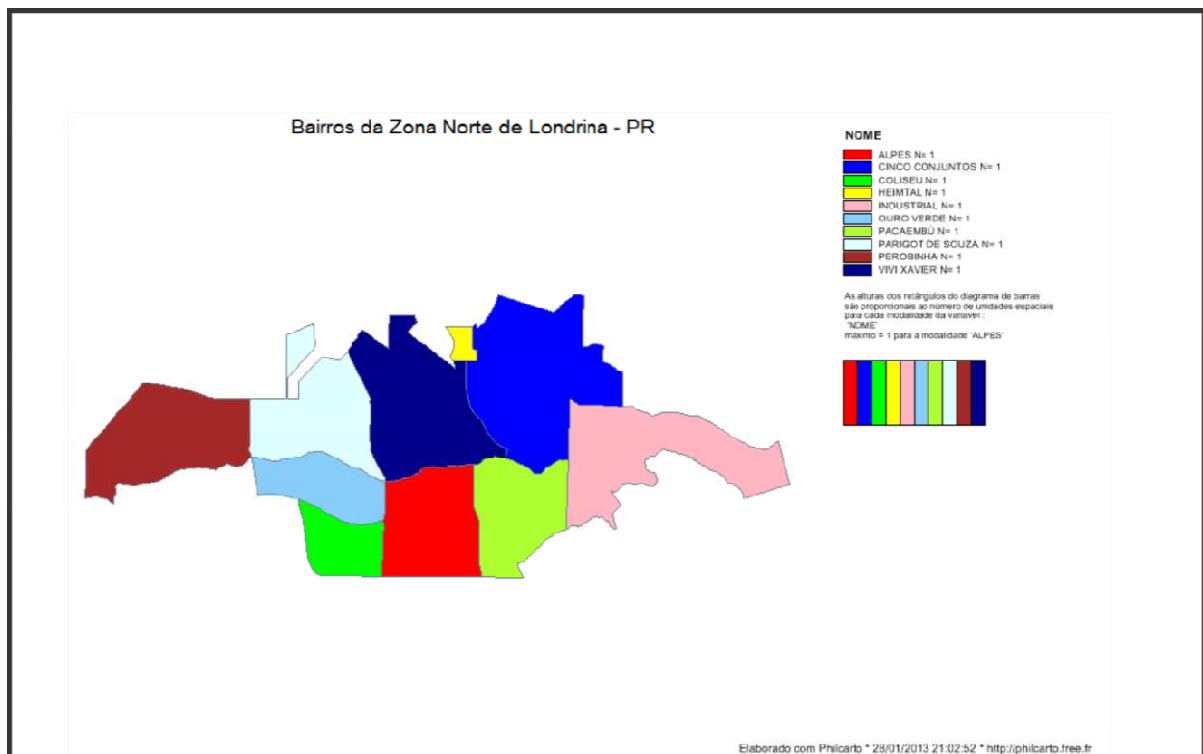 Bairros da Zona Norte de Londrina - PR
NOME
ALPES N= 1
CINCO CONJUNTOS N= 1
COLISEU N= 1
HEIMTAL N= 1
INDUSTRIAL N= 1
OURO VERDE N= 1
PACAEMBÚ N= 1
PARIGOT DE SOUZA N= 1
PEROBINHA N= 1
VIVI XAVIER N= 1
As alturas dos retângulos do diagrama de barras
são proporcionais ao número de unidades espaciais
para cada modalidade da variável :
'NOME'
máximo = 1 para a modalidade 'ALPES'
Elaborado com Philcarto * 28/01/2013 21:02:52 * http://philcarto.free.fr